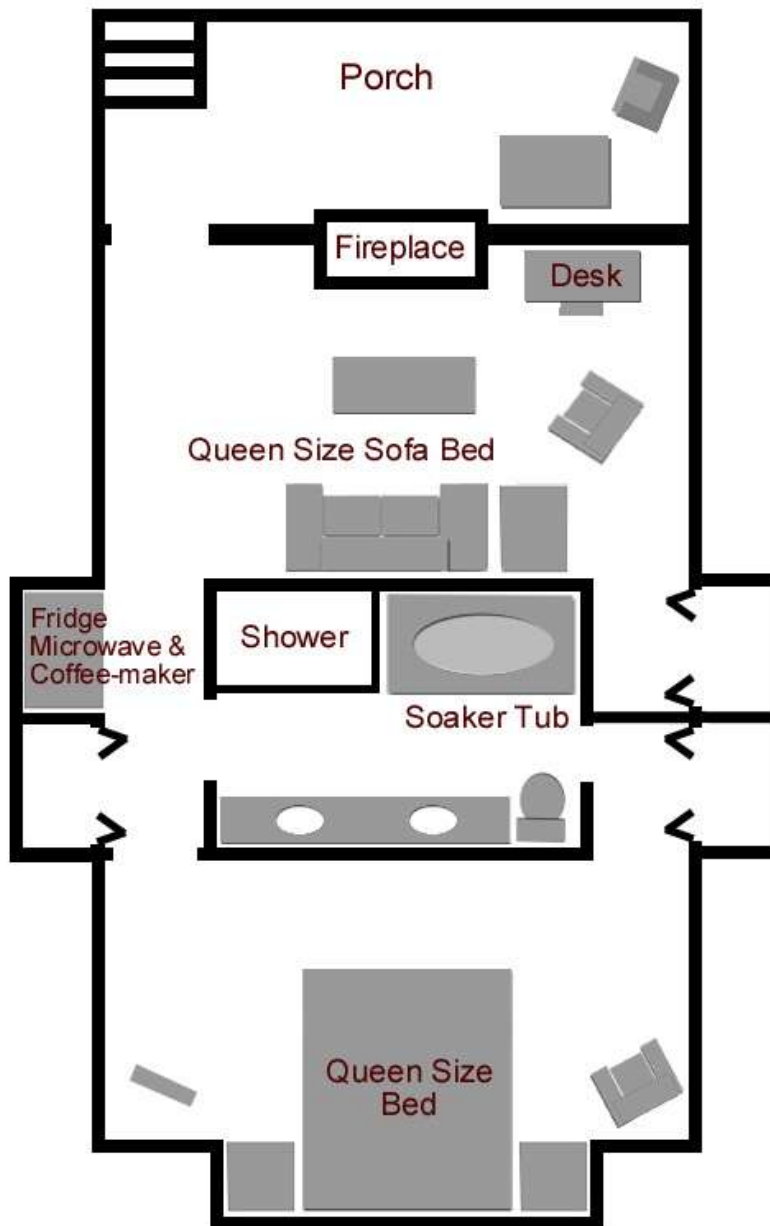 Porch
Fireplace
Desk
Queen Size Sofa Bed
Fridge
Microwave &
Coffee-maker
Shower
Soaker Tub
Queen Size
Bed